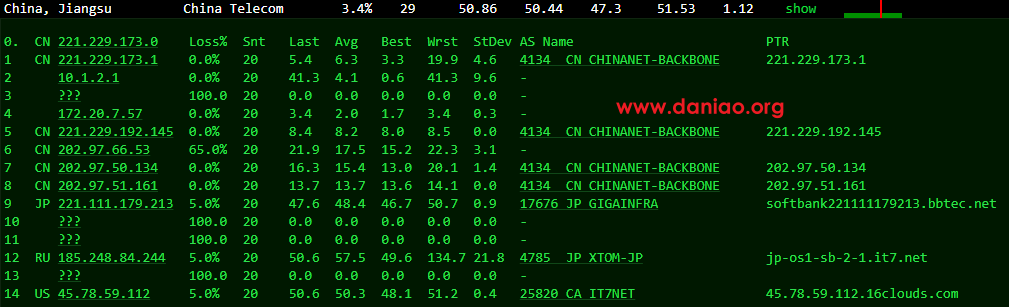 China, Jiangsu China Telecom 3.4% 29 50.86 50.44 47.3 51.53 1.12 show
0. CN 221.229.173.0 Loss% Snt Last Avg Best Wrst StDev AS Name PTR
1 CN 221.229.173.1 0.0% 20 5.4 6.3 3.3 19.9 4.6 4134 CN CHINANET-BACKBONE 221.229.173.1
2 10.1.2.1 0.0% 20 41.3 4.1 0.6 41.3 9.6 -
3 ??? 100.0 20 0.0 0.0 0.0 0.0 0.0 -
www.daniao.org
4 172.20.7.57 0.0% 20 3.4 2.0 1.7 3.4 0.3 -
5 CN 221.229.192.145 0.0% 20 8.4 8.2 8.0 8.5 0.0 4134 CN CHINANET-BACKBONE 221.229.192.145
6 CN 202.97.66.53 65.0% 20 21.9 17.5 15.2 22.3 3.1 -
7 CN 202.97.50.134 0.0% 20 16.3 15.4 13.0 20.1 1.4 4134 CN CHINANET-BACKBONE 202.97.50.134
8 CN 202.97.51.161 0.0% 20 13.7 13.7 13.6 14.1 0.0 4134 CN CHINANET-BACKBONE 202.97.51.161
9 JP 221.111.179.213 5.0% 20 47.6 48.4 46.7 50.7 0.9 17676 JP GIGAINFRA softbank221111179213.bbtec.net
10 ??? 100.0 20 0.0 0.0 0.0 0.0 0.0 -
11 ??? 100.0 20 0.0 0.0 0.0 0.0 0.0 -
12 RU 185.248.84.244 5.0% 20 50.6 57.5 49.6 134.7 21.8 4785 JP XTOM-JP jp-os1-sb-2-1.it7.net
13 ??? 100.0 20 0.0 0.0 0.0 0.0 0.0 -
14 US 45.78.59.112 5.0% 20 50.6 50.3 48.1 51.2 0.4 25820 CA IT7NET 45.78.59.112.16clouds.com